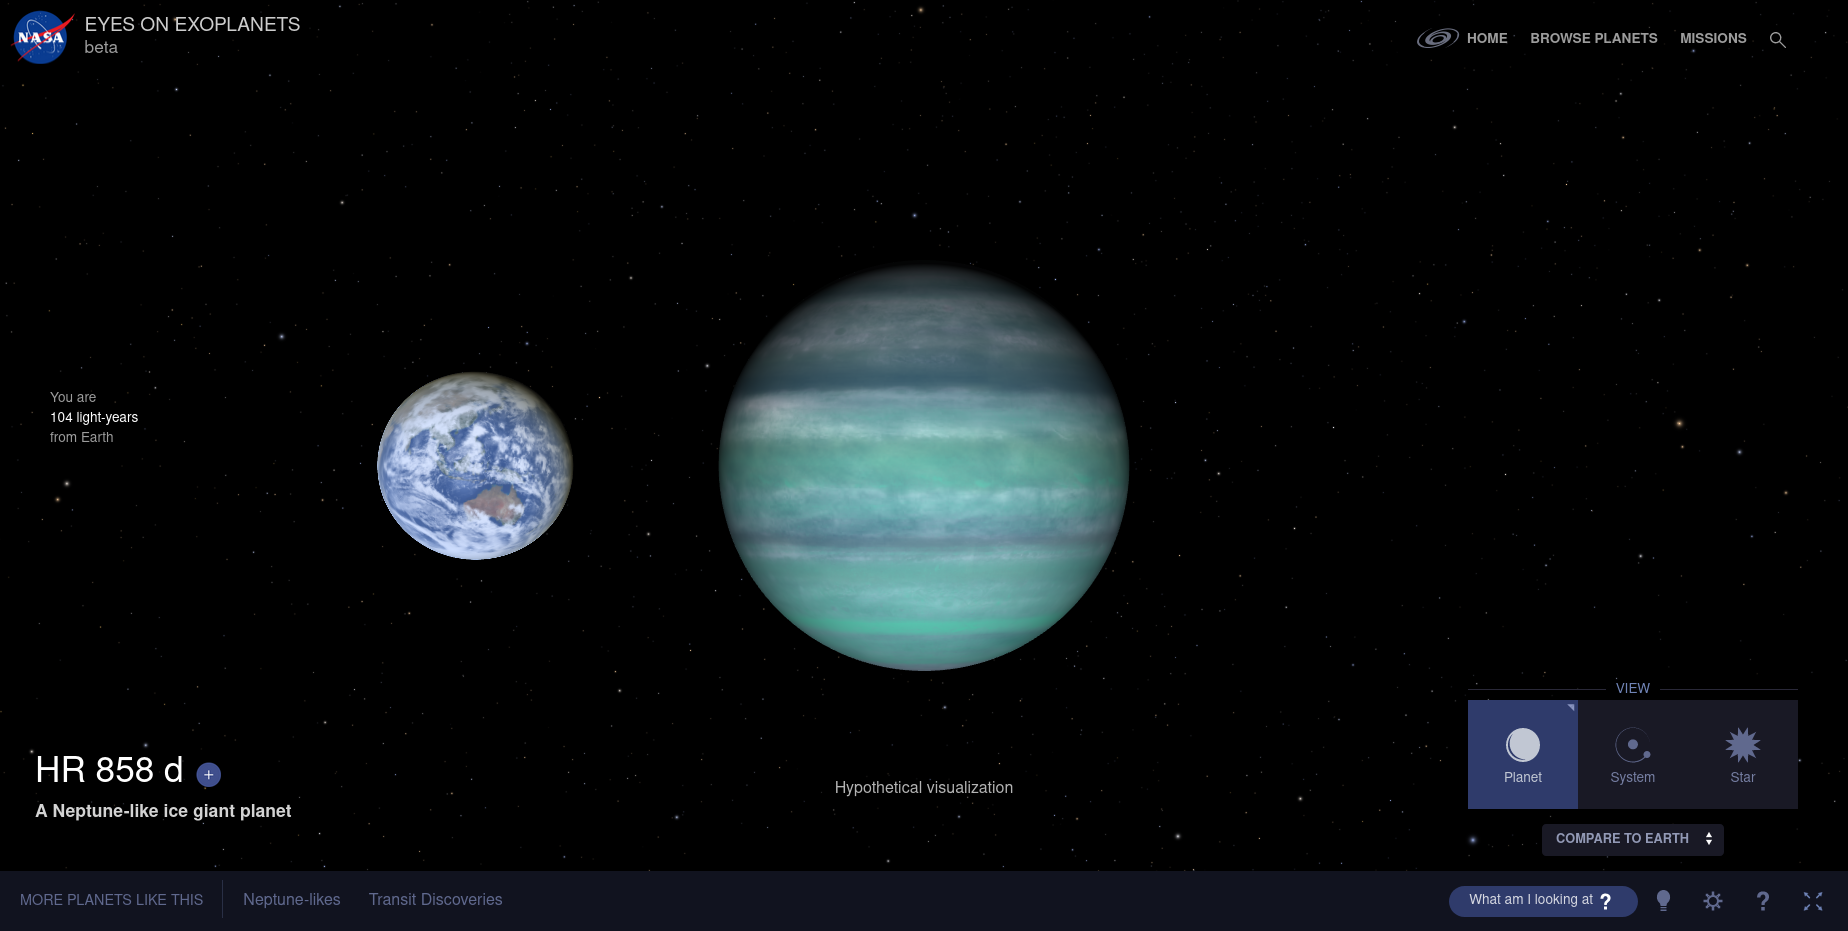 NASA
EYES ON EXOPLANETS
beta
HOME
BROWSE PLANETS
MISSIONS
You are
104 light-years
from Earth
HR 858 d +
A Neptune-like ice giant planet
Hypothetical visualization
VIEW
Planet
System
Star
COMPARE TO EARTH
MORE PLANETS LIKE THIS
Neptune-likes
Transit Discoveries
What am I looking at ?
?